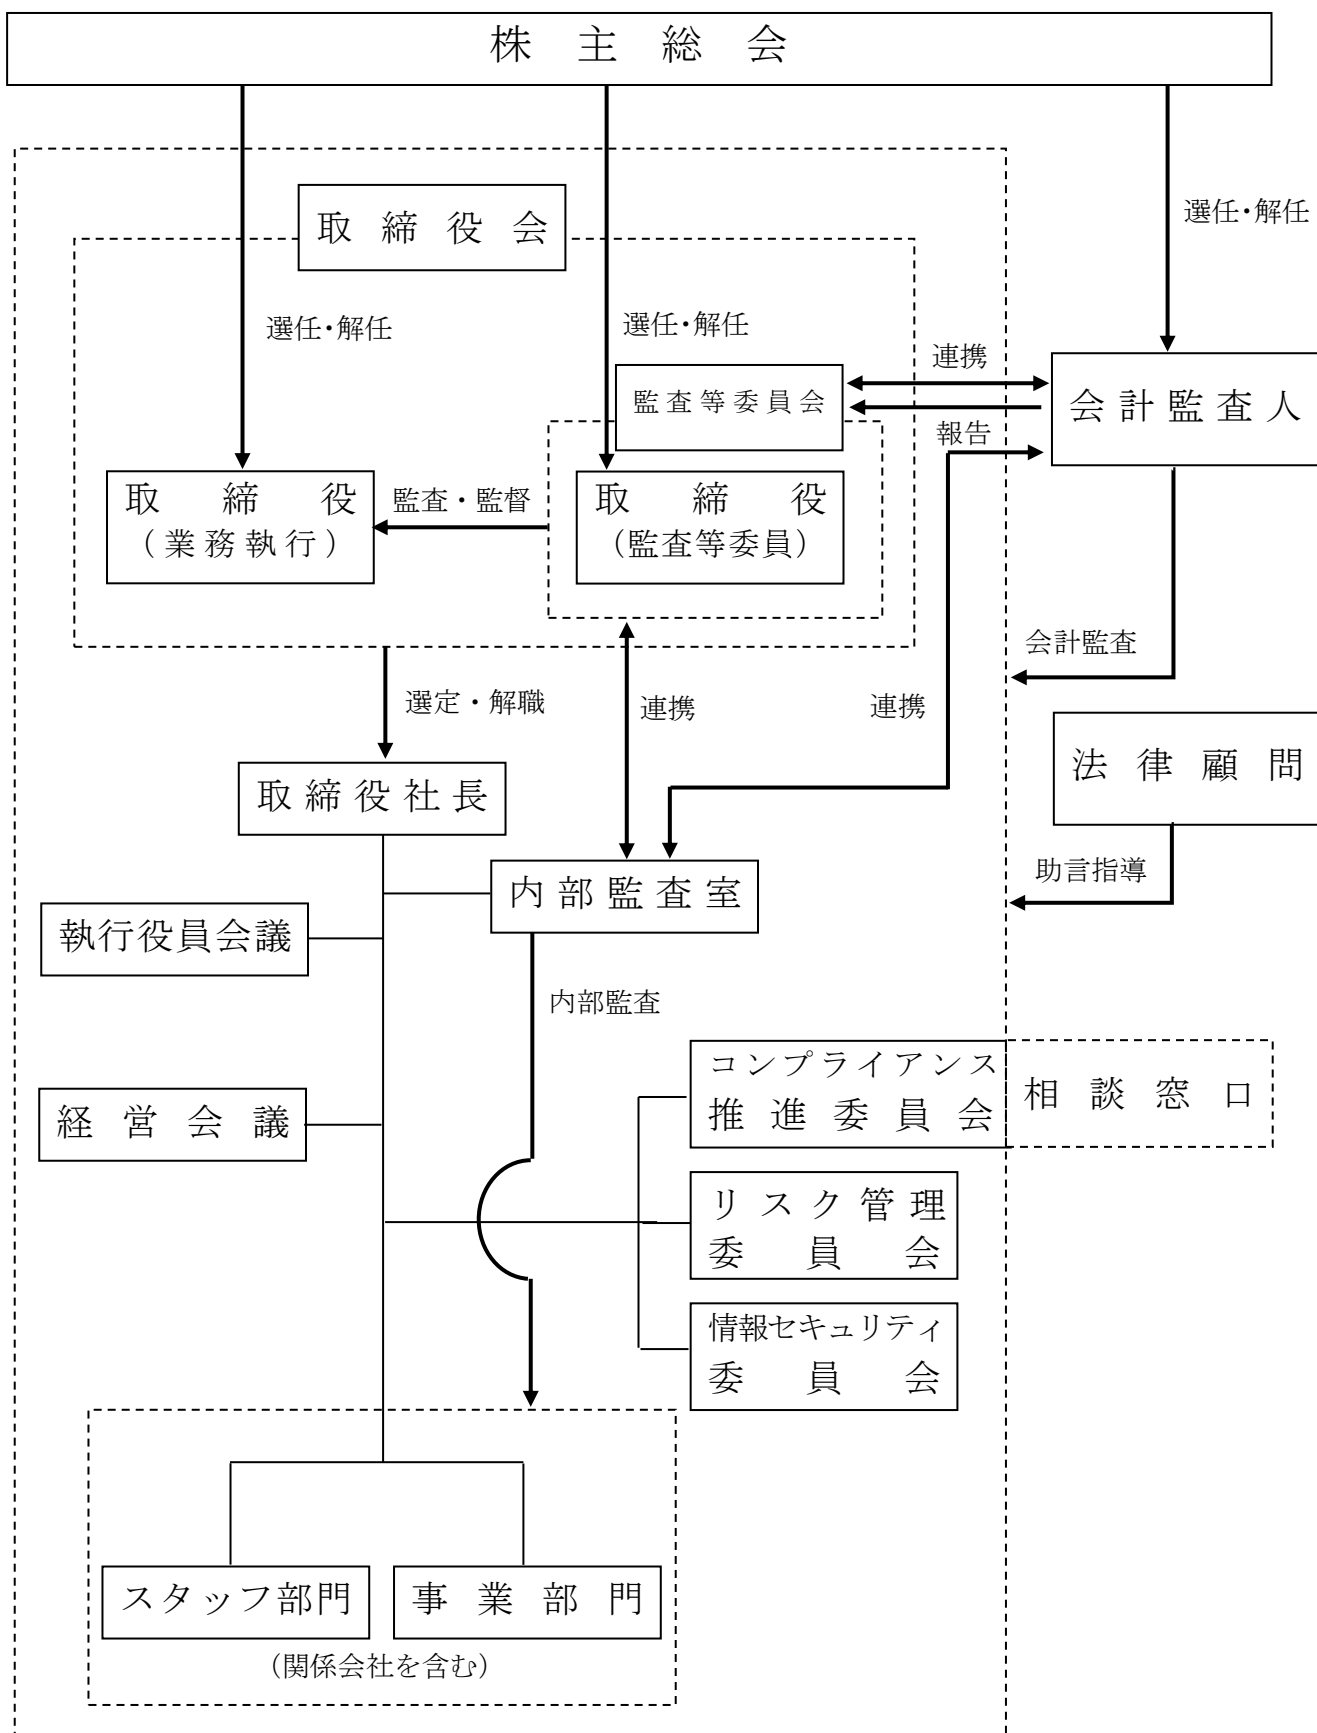 株主総会
選任・解任
取締役会
選任・解任
選任・解任
連携
監査等委員会
会計監査人
報告
取締役
（業務執行）
監査・監督
取締役
（監査等委員）
会計監査
選定・解職
連携
連携
法律顧問
取締役社長
助言指導
内部監査室
執行役員会議
内部監査
コンプライアンス
推進委員会
相談窓口
経営会議
リスク管理
委員会
情報セキュリティ
委員会
スタッフ部門
事業部門
（関係会社を含む）